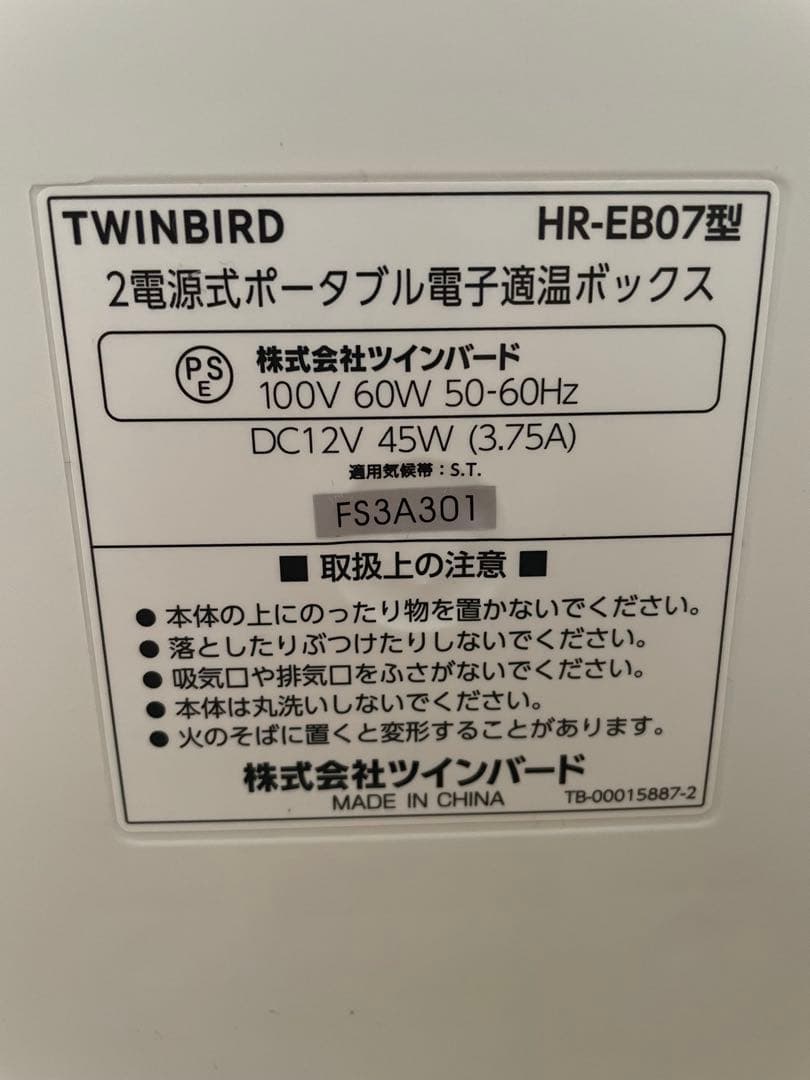 TWINBIRD HR-EB07型
2電源式ポータブル電子適温ボックス
PSE 株式会社ツインバード
100V 60W 50-60Hz
DC12V 45W (3.75A)
適用気候帯：S.T.
FS3A301
■ 取扱上の注意 ■
● 本体の上にのったり物を置かないでください。
● 落としたりぶつけたりしないでください。
● 吸気口や排気口をふさがないでください。
● 本体は丸洗いしないでください。
● 火のそばに置くと変形することがあります。
株式会社ツインバード
MADE IN CHINA TB-00015887-2